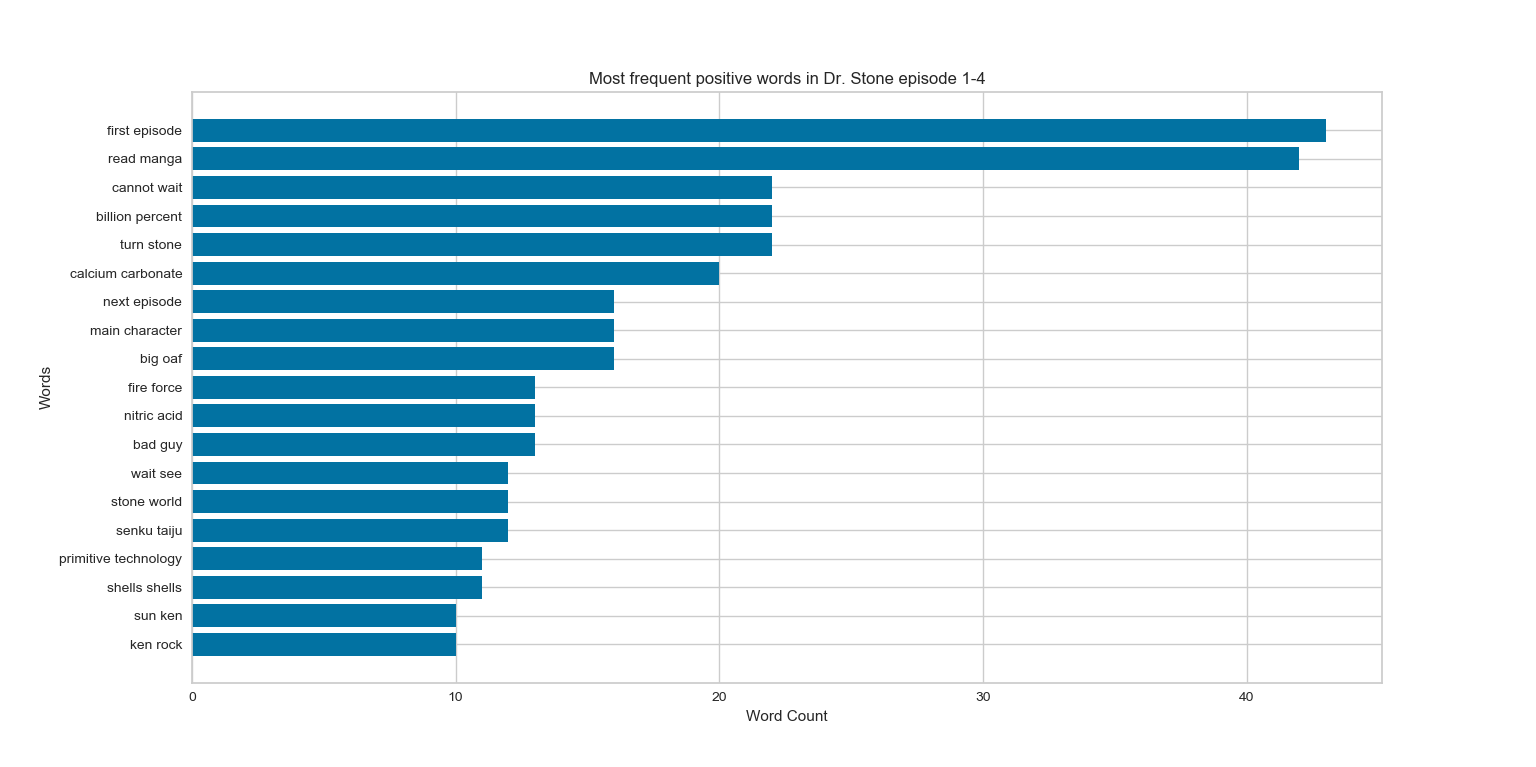 Most frequent positive words in Dr. Stone episode 1-4
first episode
read manga
cannot wait
billion percent
turn stone
calcium carbonate
next episode
main character
big oaf
fire force
nitric acid
bad guy
wait see
stone world
senku taiju
primitive technology
shells shells
sun ken
ken rock
Words
0 10 20 30 40
Word Count